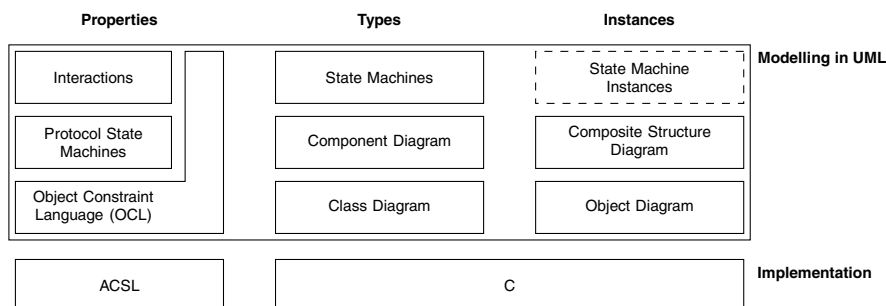 Properties
Types
Instances
Modelling in UML
Interactions
State Machines
State Machine
Instances
Protocol State
Machines
Component Diagram
Composite Structure
Diagram
Object Constraint
Language (OCL)
Class Diagram
Object Diagram
Implementation
ACSL
C